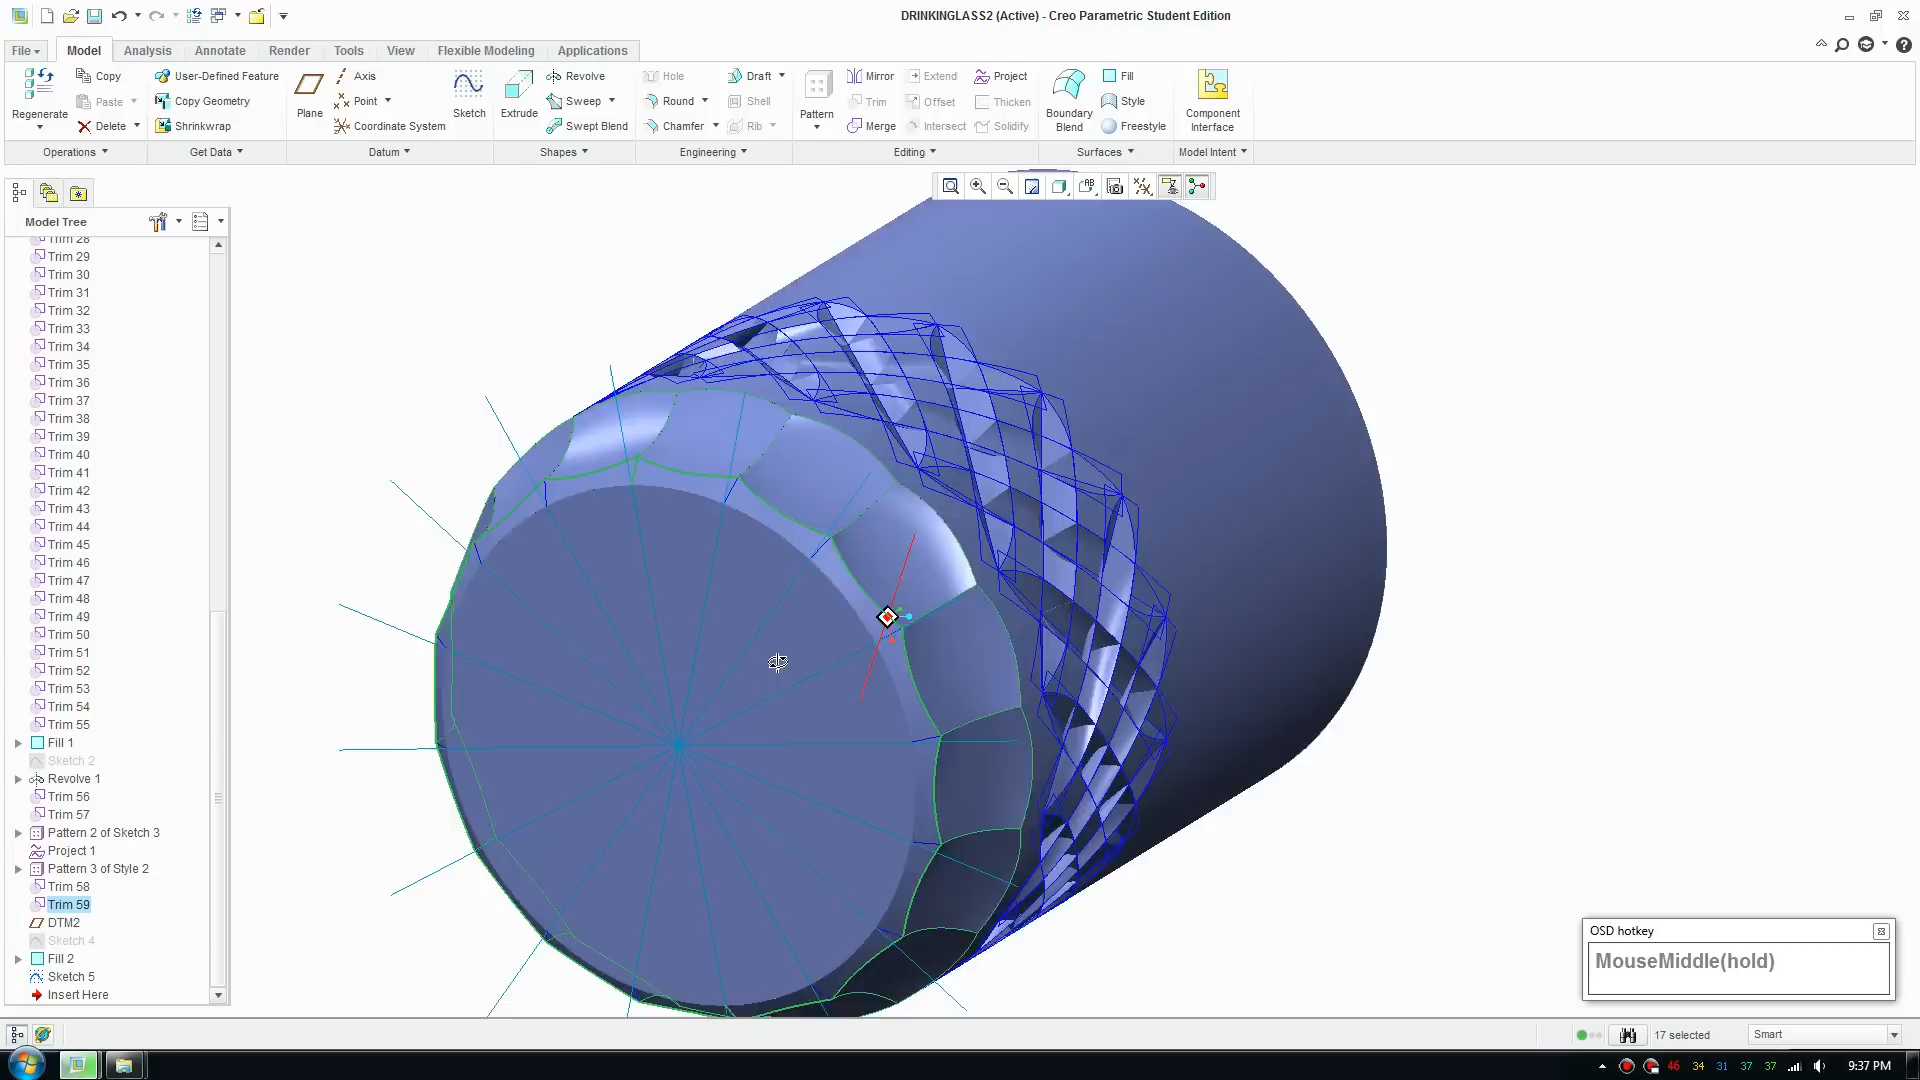 DRINKINGLASS2 (Active) - Creo Parametric Student Edition
File Model Analysis Annotate Render Tools View Flexible Modeling Applications
Copy User-Defined Feature Axis Revolve Hole Draft Mirror Extend Project Fill
Paste Copy Geometry Point Sweep Round Shell Trim Offset Thicken Style
Regenerate Plane Sketch Extrude Pattern Boundary Blend Component Interface
Delete Shrinkwrap Coordinate System Swept Blend Chamfer Rib Merge Intersect Solidify Freestyle
Operations Get Data Datum Shapes Engineering Editing Surfaces Model Intent
Model Tree
Trim 28
Trim 29
Trim 30
Trim 31
Trim 32
Trim 33
Trim 34
Trim 35
Trim 36
Trim 37
Trim 38
Trim 39
Trim 40
Trim 41
Trim 42
Trim 43
Trim 44
Trim 45
Trim 46
Trim 47
Trim 48
Trim 49
Trim 50
Trim 51
Trim 52
Trim 53
Trim 54
Trim 55
Fill 1
Sketch 2
Revolve 1
Trim 56
Trim 57
Pattern 2 of Sketch 3
Project 1
Pattern 3 of Style 2
Trim 58
Trim 59
DTM2
Sketch 4
Fill 2
Sketch 5
Insert Here
OSD hotkey
MouseMiddle(hold)
17 selected
Smart
46 34 31 37 37
9:37 PM